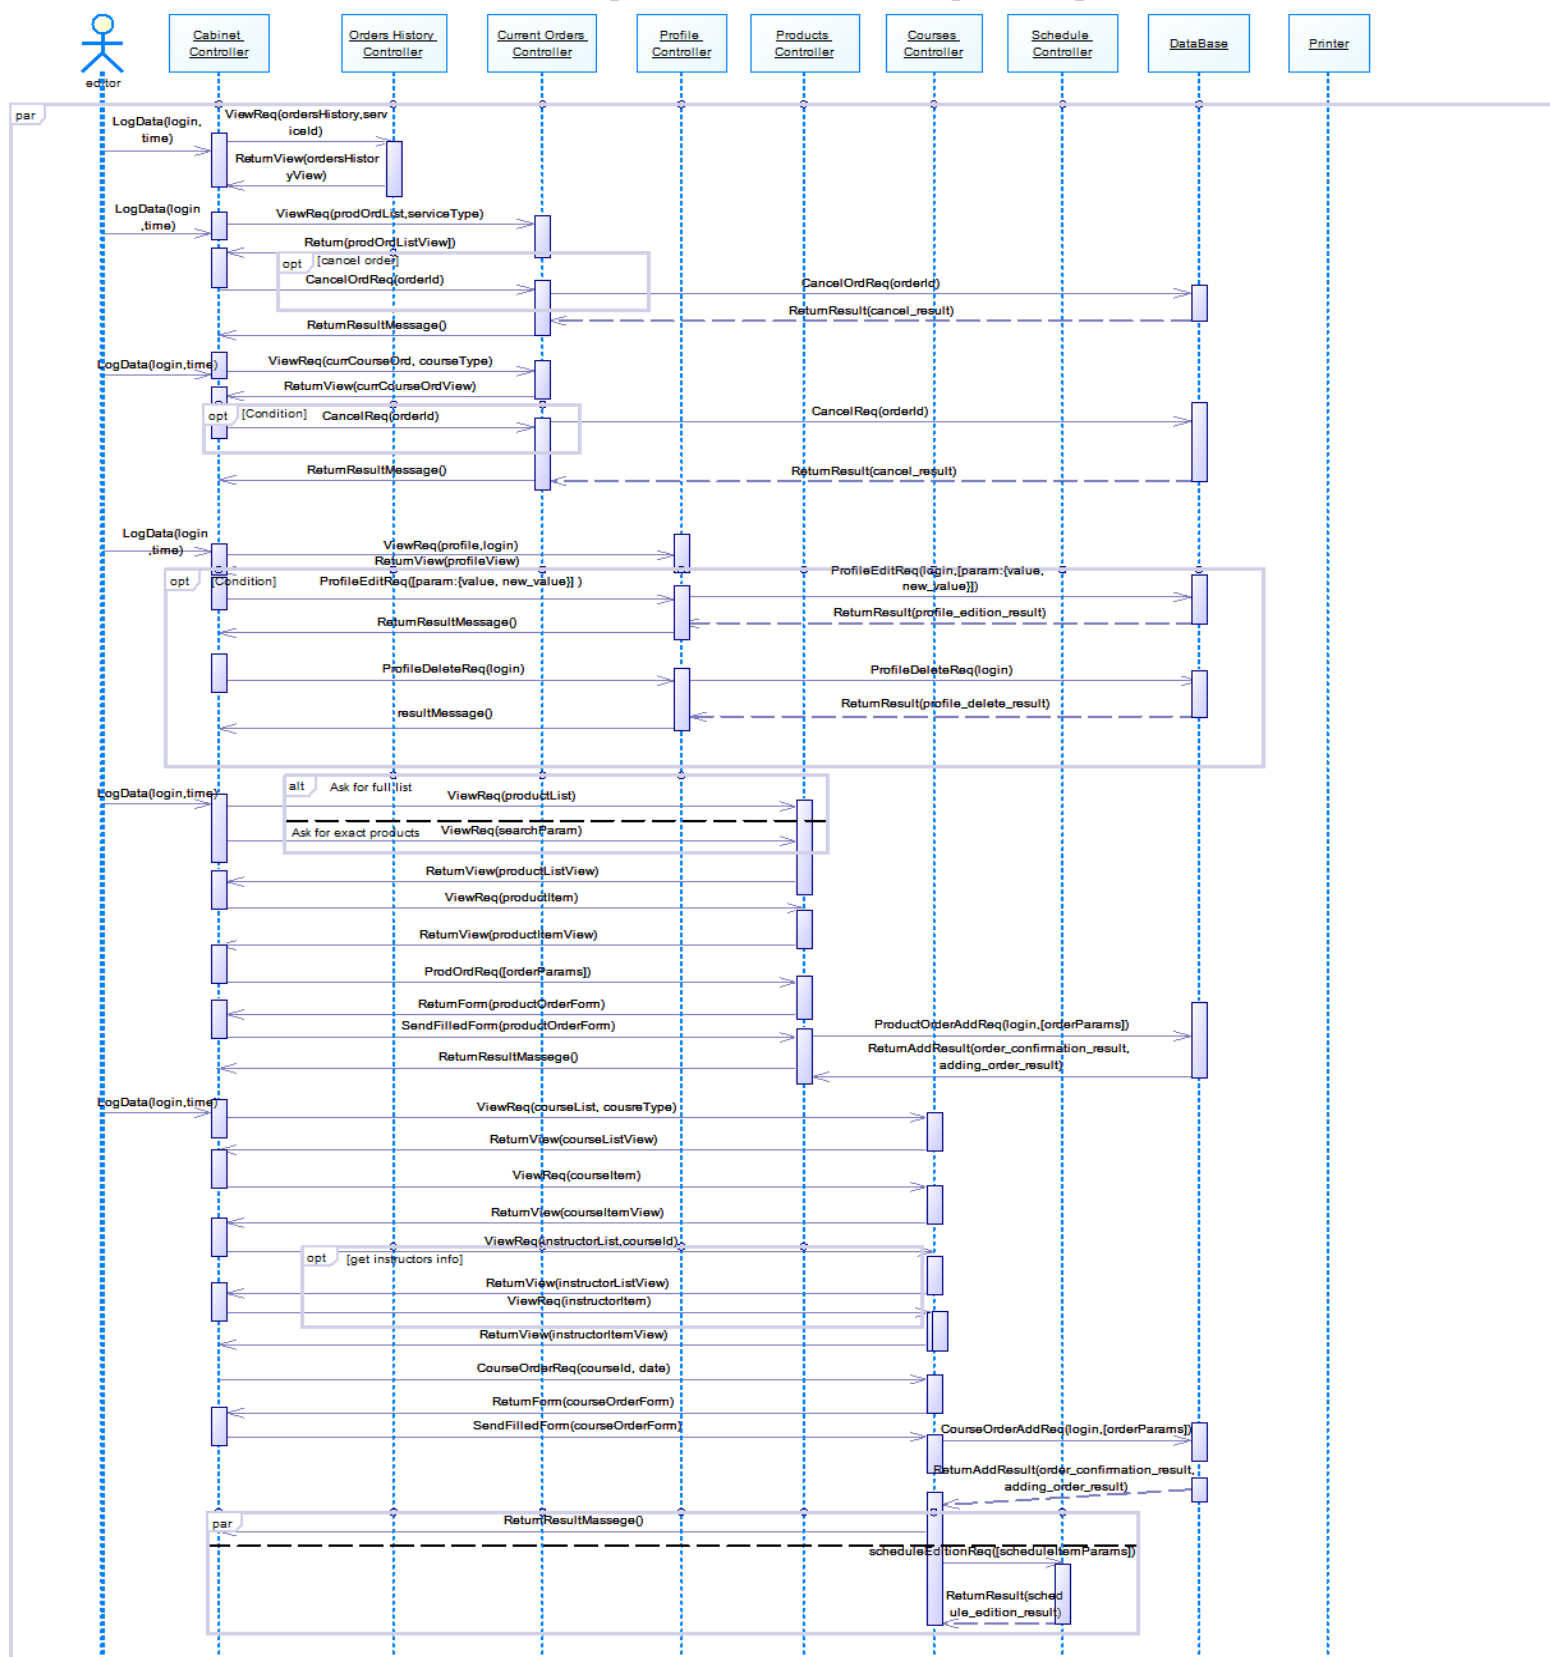 Cabinet
Controller
Orders History
Controller
Current Orders
Controller
Profile
Controller
Products
Controller
Courses
Controller
Schedule
Controller
DataBase
Printer
editor
par
LogData(login,
time)
ViewReq(ordersHistory,serv
iceId)
ReturnView(ordersHistor
yView)
LogData(login
,time)
ViewReq(prodOrdList,serviceType)
Return(prodOrdListView])
opt
[cancel order]
CancelOrdReq(orderId)
CancelOrdReq(orderId)
ReturnResult(cancel_result)
ReturnResultMessage()
LogData(login,time)
ViewReq(currCourseOrd, courseType)
ReturnView(currCourseOrdView)
opt
[Condition]
CancelReq(orderId)
CancelReq(orderId)
ReturnResultMessage()
ReturnResult(cancel_result)
LogData(login
,time)
ViewReq(profile,login)
ReturnView(profileView)
opt
[Condition]
ProfileEditReq([param:{value, new_value}] )
ProfileEditReq(login,[param:{value,
new_value}])
ReturnResult(profile_edition_result)
ReturnResultMessage()
ProfileDeleteReq(login)
ProfileDeleteReq(login)
ReturnResult(profile_delete_result)
resultMessage()
alt
Ask for full list
LogData(login,time)
ViewReq(productList)
Ask for exact products
ViewReq(searchParam)
ReturnView(productListView)
ViewReq(productItem)
ReturnView(productItemView)
ProdOrdReq([orderParams])
ReturnForm(productOrderForm)
SendFilledForm(productOrderForm)
ProductOrderAddReq(login,[orderParams])
ReturnAddResult(order_confirmation_result,
adding_order_result)
ReturnResultMassege()
LogData(login,time)
ViewReq(courseList, cousreType)
ReturnView(courseListView)
ViewReq(courseItem)
ReturnView(courseItemView)
ViewReq(instructorList,courseId)
opt
[get instructors info]
ReturnView(instructorListView)
ViewReq(instructorItem)
ReturnView(instructorItemView)
CourseOrderReq(courseId, date)
ReturnForm(courseOrderForm)
SendFilledForm(courseOrderForm)
CourseOrderAddReq(login,[orderParams])
ReturnAddResult(order_confirmation_result,
adding_order_result)
par
ReturnResultMassege()
scheduleEditionReq([scheduleItemParams])
ReturnResult(sched
ule_edition_result)